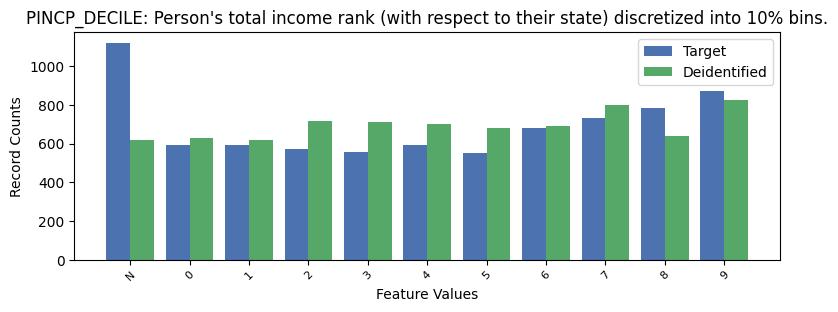 PINCP_DECILE: Person's total income rank (with respect to their state) discretized into 10% bins.
Target
Deidentified
Record Counts
1000
800
600
400
200
0
N 0 1 2 3 4 5 6 7 8 9
Feature Values